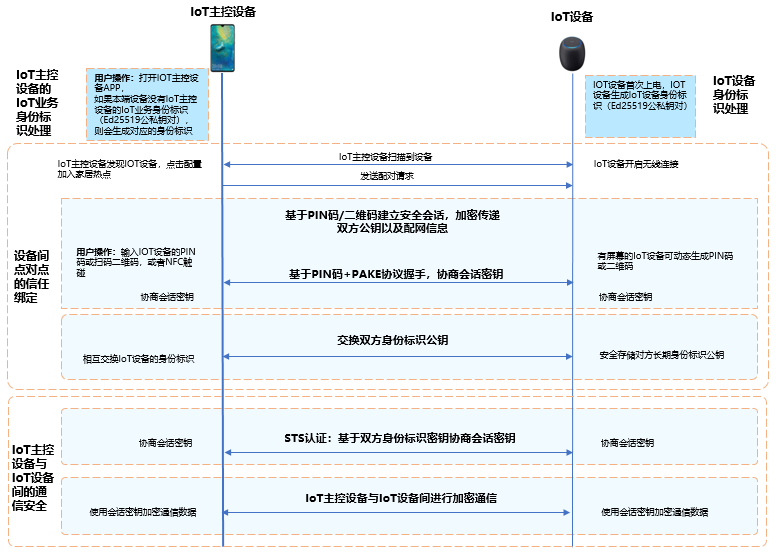 IoT主控设备
IoT设备
IoT主控
设备的
IoT业务
身份标
识处理
用户操作：打开IOT主控设
备APP，
如果本端设备没有IoT主控
设备的IoT业务身份标识
（Ed25519公私钥对），
则会生成对应的身份标识
IOT设备首次上电，IOT
设备生成IoT设备身份标
识（Ed25519公私钥对）
IoT设备
身份标
识处理
IoT主控设备发现IOT设备，点击配置
加入家居热点
IoT主控设备扫描到设备
IoT设备开启无线连接
发送配对请求
设备间
点对点
的信任
绑定
基于PIN码/二维码建立安全会话，加密传递
双方公钥以及配网信息
用户操作：输入IOT设备的PIN
码或扫码二维码，或者NFC触
碰
基于PIN码+PAKE协议握手，协商会话密钥
有屏幕的IoT设备可动态生成PIN码
或二维码
协商会话密钥
协商会话密钥
交换双方身份标识公钥
相互交换IoT设备的身份标识
安全存储对方长期身份标识公钥
IoT主控
设备与
IoT设备
间的通
信安全
STS认证：基于双方身份标识密钥协商会话密钥
协商会话密钥
协商会话密钥
IoT主控设备与IoT设备间进行加密通信
使用会话密钥加密通信数据
使用会话密钥加密通信数据